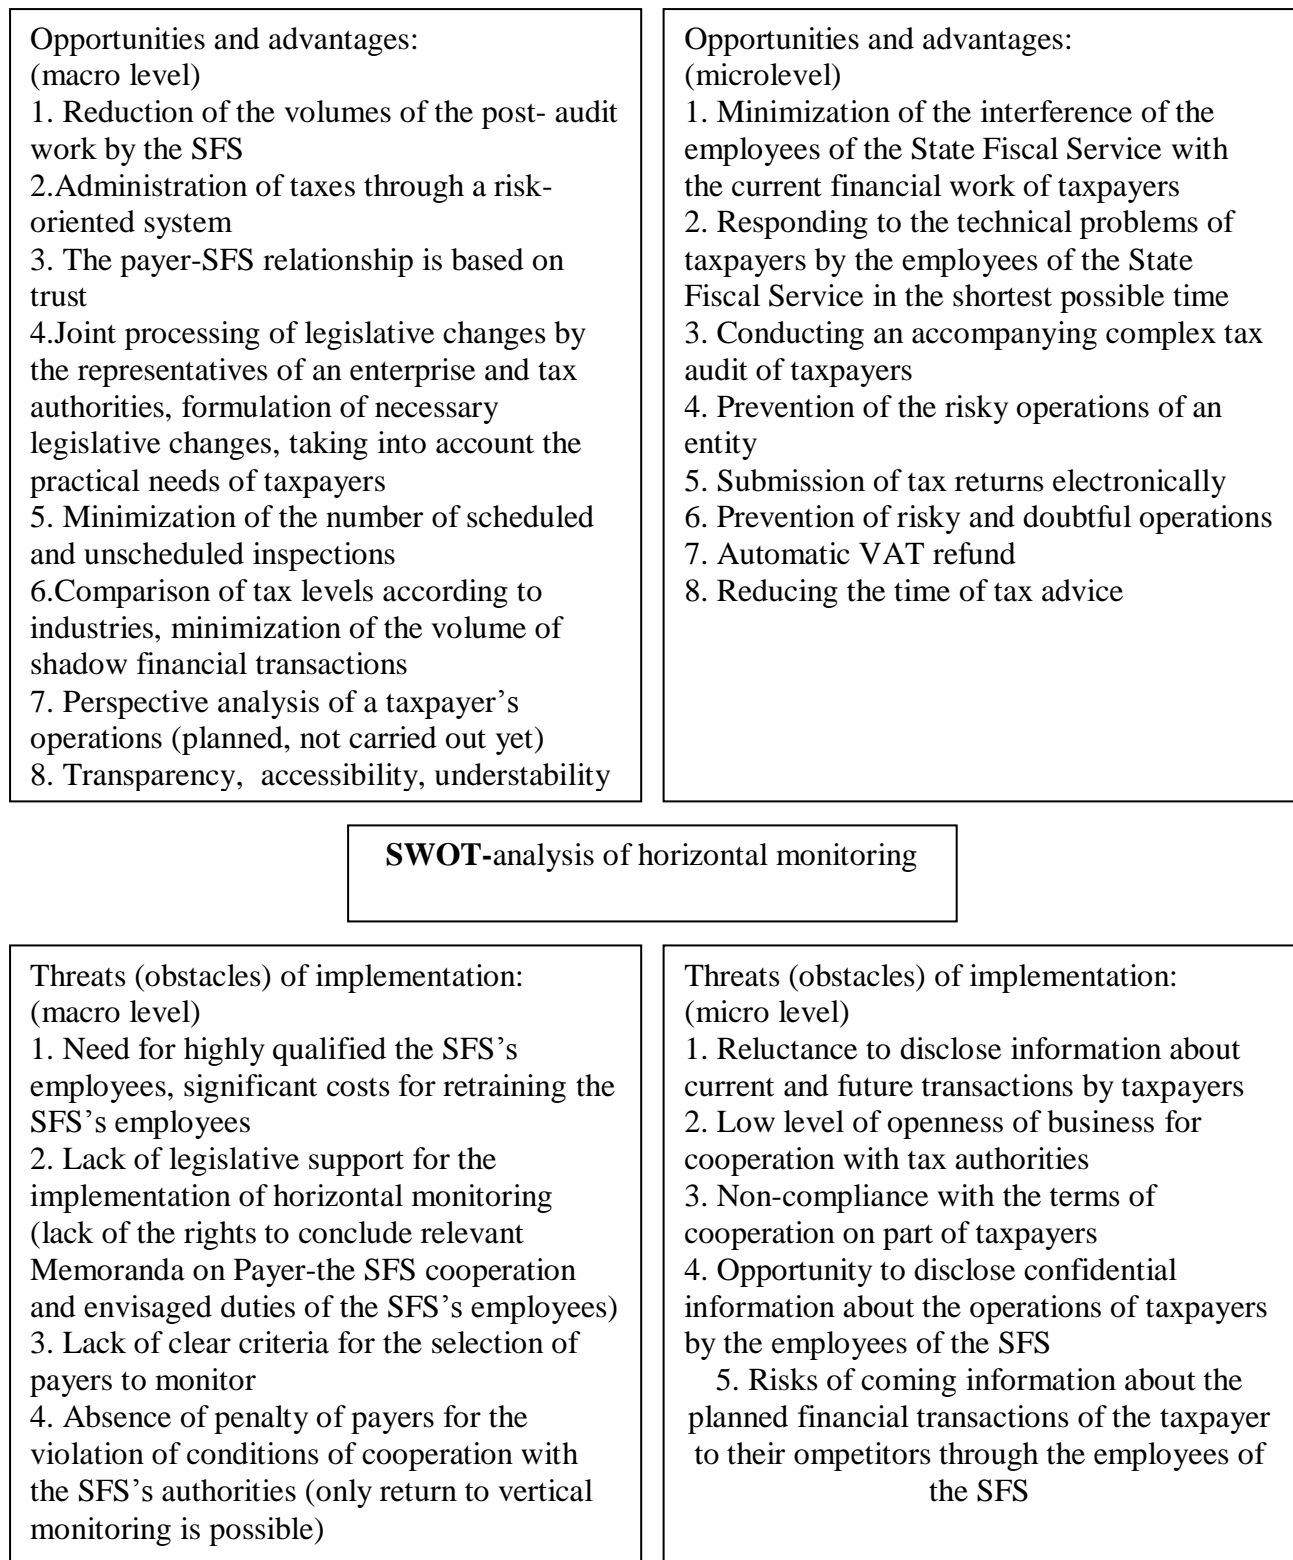 Opportunities and advantages:
(macro level)
1. Reduction of the volumes of the post- audit
work by the SFS
2.Administration of taxes through a risk-
oriented system
3. The payer-SFS relationship is based on
trust
4.Joint processing of legislative changes by
the representatives of an enterprise and tax
authorities, formulation of necessary
legislative changes, taking into account the
practical needs of taxpayers
5. Minimization of the number of scheduled
and unscheduled inspections
6.Comparison of tax levels according to
industries, minimization of the volume of
shadow financial transactions
7. Perspective analysis of a taxpayer’s
operations (planned, not carried out yet)
8. Transparency,  accessibility, understability
Opportunities and advantages:
(microlevel)
1. Minimization of the interference of the
employees of the State Fiscal Service with
the current financial work of taxpayers
2. Responding to the technical problems of
taxpayers by the employees of the State
Fiscal Service in the shortest possible time
3. Conducting an accompanying complex tax
audit of taxpayers
4. Prevention of the risky operations of an
entity
5. Submission of tax returns electronically
6. Prevention of risky and doubtful operations
7. Automatic VAT refund
8. Reducing the time of tax advice
SWOT-analysis of horizontal monitoring
Threats (obstacles) of implementation:
(macro level)
1. Need for highly qualified the SFS’s
employees, significant costs for retraining the
SFS’s employees
2. Lack of legislative support for the
implementation of horizontal monitoring
(lack of the rights to conclude relevant
Memoranda on Payer-the SFS cooperation
and envisaged duties of the SFS’s employees)
3. Lack of clear criteria for the selection of
payers to monitor
4. Absence of penalty of payers for the
violation of conditions of cooperation with
the SFS’s authorities (only return to vertical
monitoring is possible)
Threats (obstacles) of implementation:
(micro level)
1. Reluctance to disclose information about
current and future transactions by taxpayers
2. Low level of openness of business for
cooperation with tax authorities
3. Non-compliance with the terms of
cooperation on part of taxpayers
4. Opportunity to disclose confidential
information about the operations of taxpayers
by the employees of the SFS
5. Risks of coming information about the
planned financial transactions of the taxpayer
to their ompetitors through the employees of
the SFS